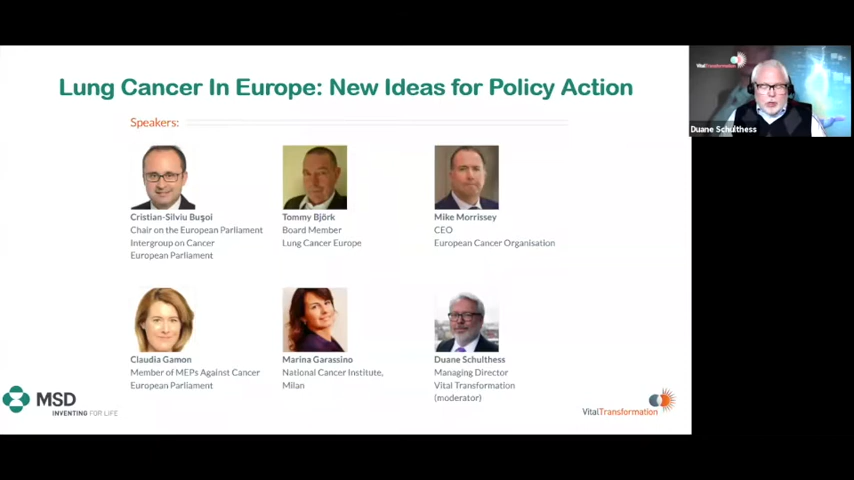 Lung Cancer In Europe: New Ideas for Policy Action
Speakers:
Cristian-Silviu Buşoi
Chair on the European Parliament
Intergroup on Cancer
European Parliament
Tommy Björk
Board Member
Lung Cancer Europe
Mike Morrissey
CEO
European Cancer Organisation
Claudia Gamon
Member of MEPs Against Cancer
European Parliament
Marina Garassino
National Cancer Institute,
Milan
Duane Schulthess
Managing Director
Vital Transformation
(moderator)
MSD
INVENTING FOR LIFE
VitalTransformation
VitalTransformation
Duane Schulthess